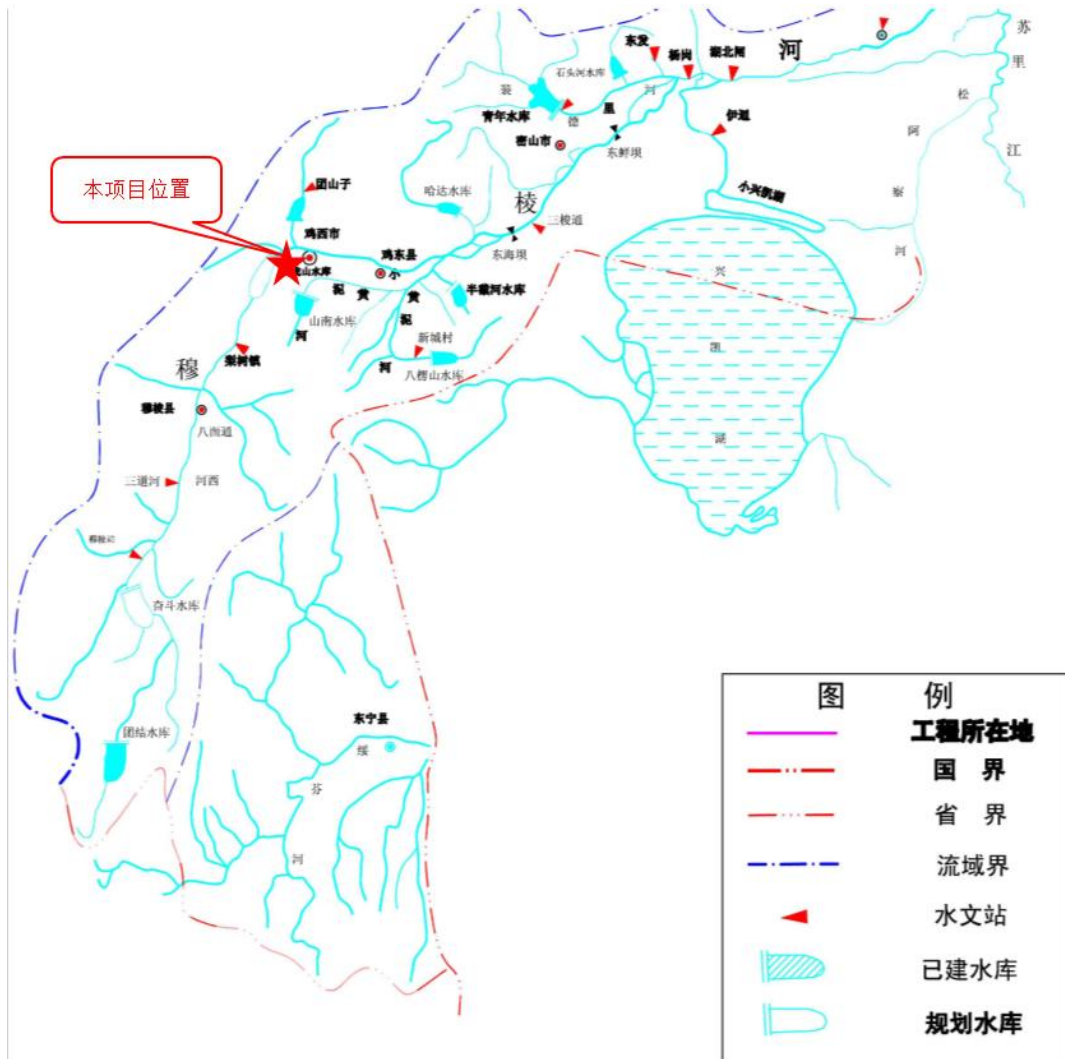 苏
里
江
东发
杨岗
湖北闸
河
石头河水库
裴
德
里
河
松
阿
察
河
青年水库
密山市
东鲜坝
伊通
本项目位置
团山子
哈达水库
棱
小兴凯湖
三梭通
东海坝
鸡西市
鸡东县
小
黄
泥
河
兴
凯
湖
半截河水库
黄
泥
河
山南水库
新城村
八楞山水库
梨树镇
穆
穆棱县
八面通
三道河
河西
奋斗水库
团结水库
东宁县
绥
芬
河
图 例
工程所在地
国 界
省 界
流域界
水文站
已建水库
规划水库